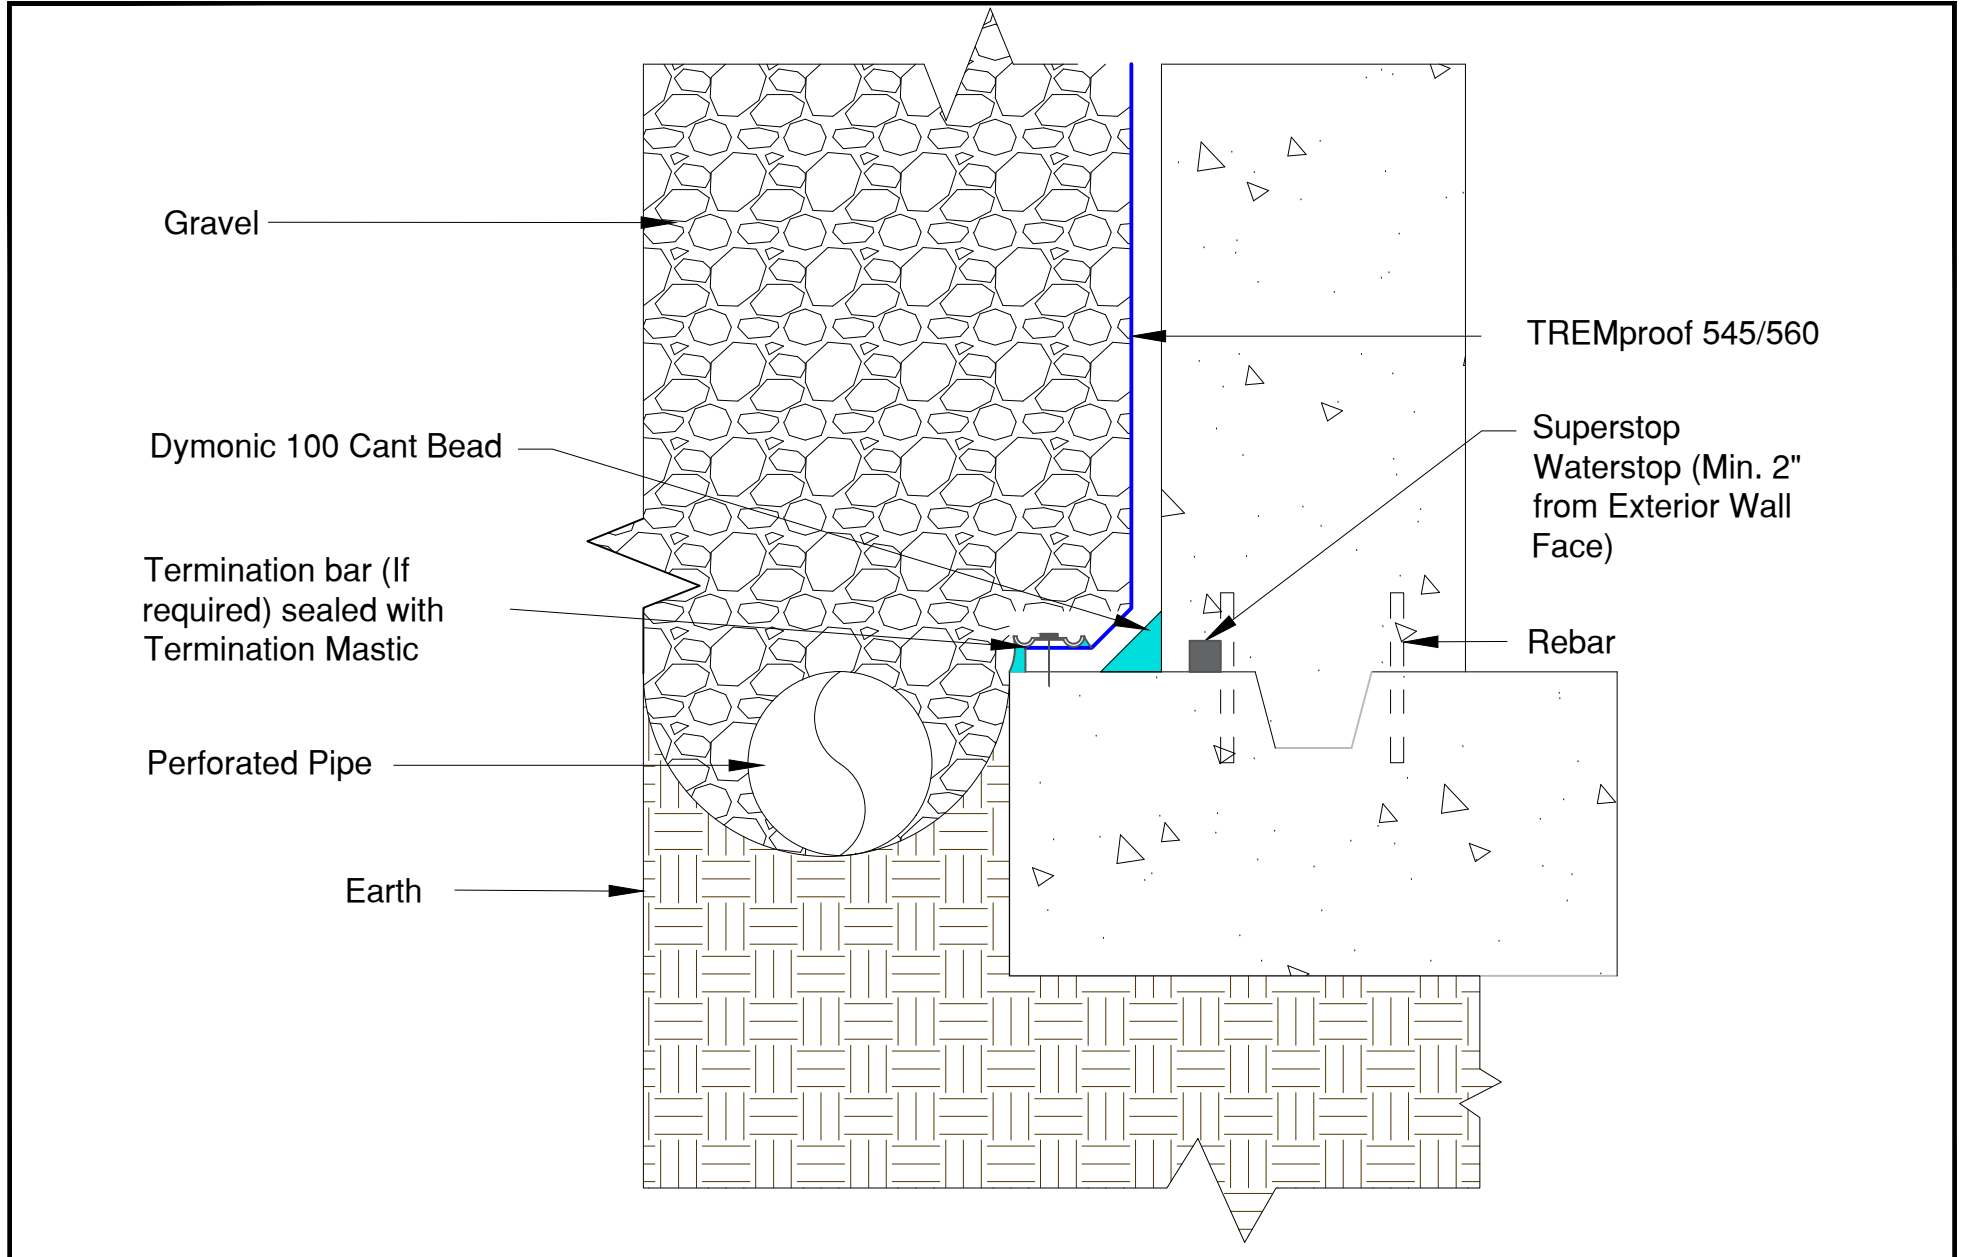 Gravel
TREMproof 545/560
Dymonic 100 Cant Bead
Superstop
Waterstop (Min. 2"
from Exterior Wall
Face)
Termination bar (If
required) sealed with
Termination Mastic
Rebar
Perforated Pipe
Earth